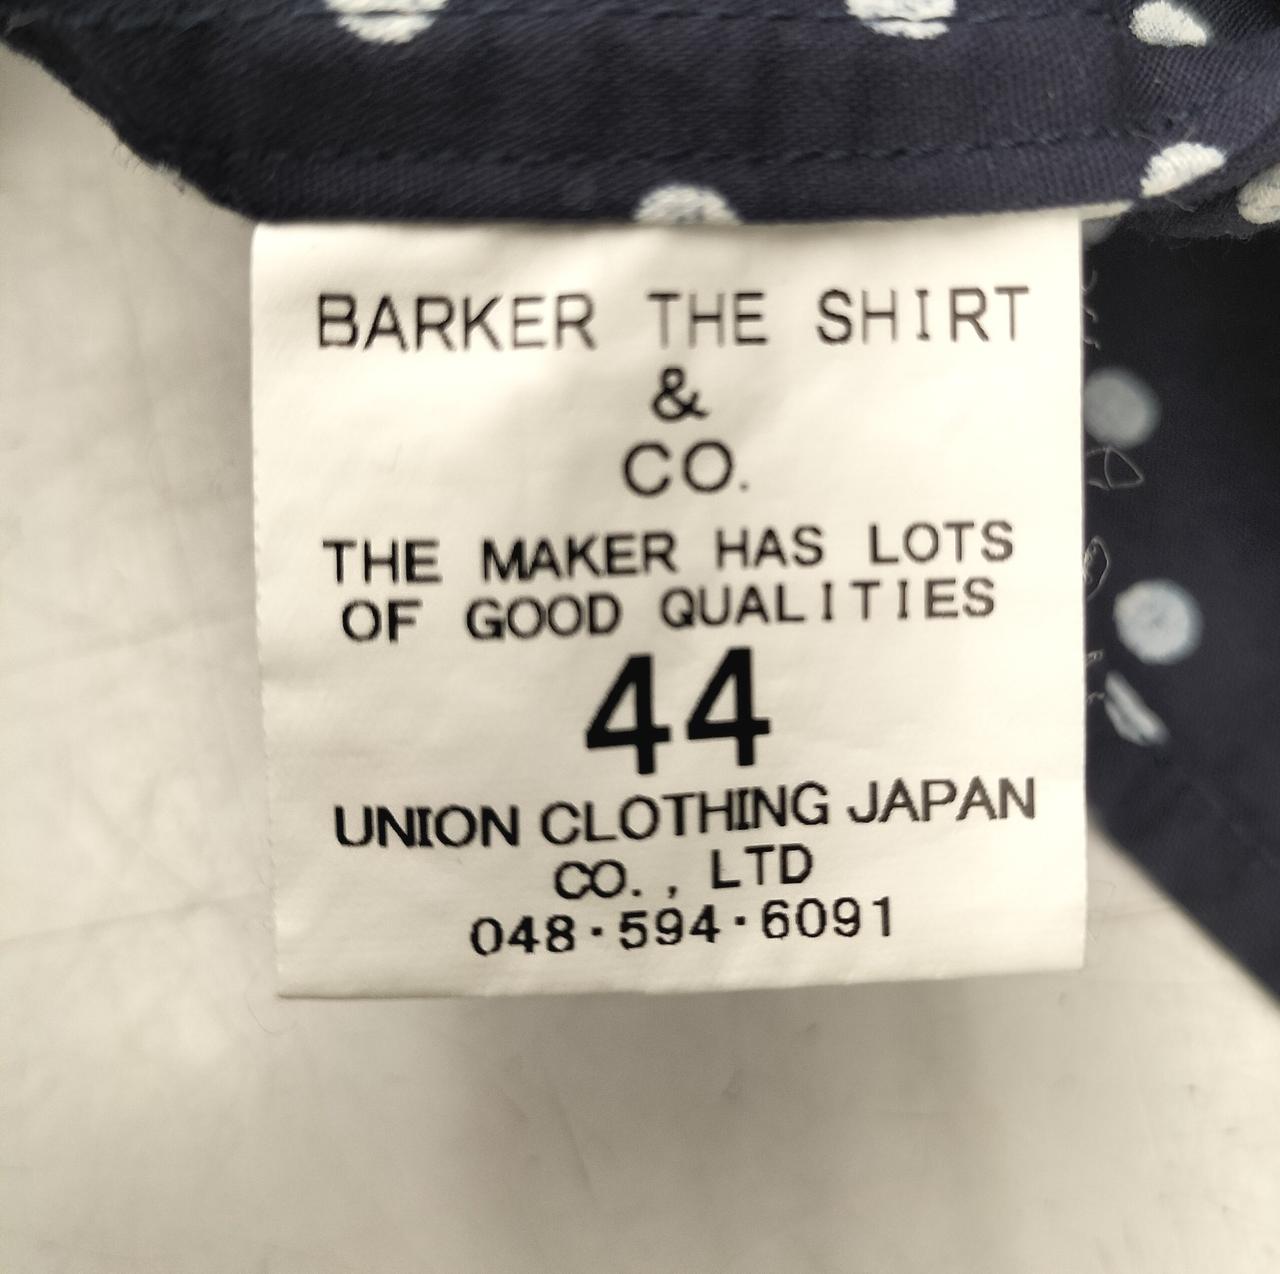 BARKER THE SHIRT
&
CO.
THE MAKER HAS LOTS
OF GOOD QUALITIES
44
UNION CLOTHING JAPAN
CO., LTD
048·594·6091